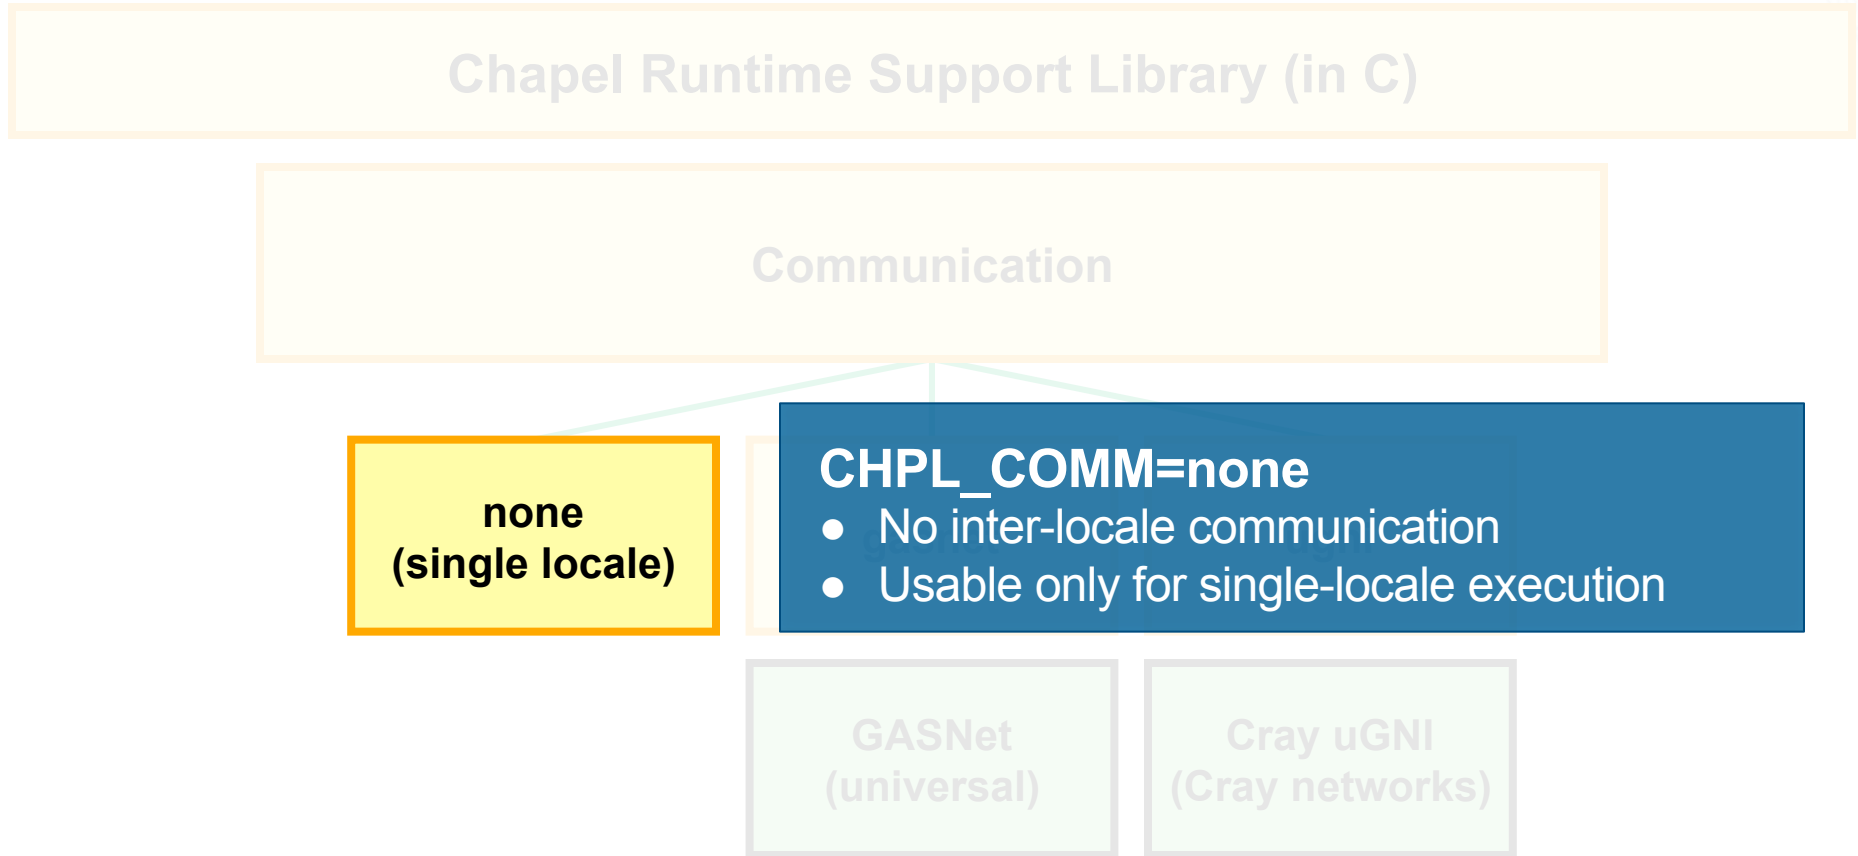 Chapel Runtime Support Library (in C)
Communication
none
(single locale)
CHPL_COMM=none
● No inter-locale communication
● Usable only for single-locale execution
GASNet
(universal)
Cray uGNI
(Cray networks)